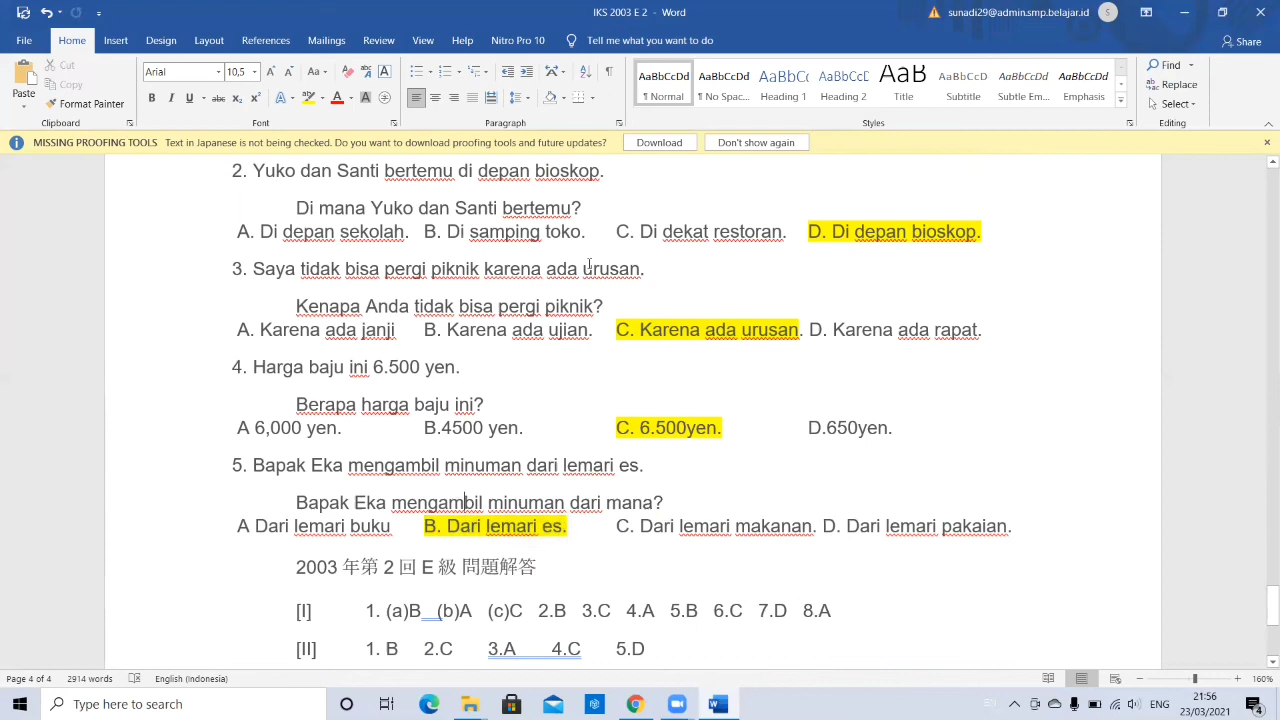 IKS 2003 E 2 - Word
sunadi29@admin.smp.belajar.id
File Home Insert Draw Design Layout References Mailings Review View Help Nitro Pro 10 Tell me what you want to do Share
Paste Cut Copy Format Painter
Arial 10,5
B I U abc x₂ x² A
AaBbCcDd AaBbCcDd AaBbCc AaBbCcD AaB AaBbCcD AaBbCcDd AaBbCcDd
¶ Normal ¶ No Spac... Heading 1 Heading 2 Title Subtitle Subtle Em... Emphasis
Find Replace Select
Clipboard Font Paragraph Styles Editing
MISSING PROOFING TOOLS Text in Japanese is not being checked. Do you want to download proofing tools and future updates? Download Don't show again
2. Yuko dan Santi bertemu di depan bioskop.
Di mana Yuko dan Santi bertemu?
A. Di depan sekolah. B. Di samping toko. C. Di dekat restoran. D. Di depan bioskop.
3. Saya tidak bisa pergi piknik karena ada urusan.
Kenapa Anda tidak bisa pergi piknik?
A. Karena ada janji B. Karena ada ujian. C. Karena ada urusan. D. Karena ada rapat.
4. Harga baju ini 6.500 yen.
Berapa harga baju ini?
A 6,000 yen. B.4500 yen. C. 6.500yen. D.650yen.
5. Bapak Eka mengambil minuman dari lemari es.
Bapak Eka mengambil minuman dari mana?
A Dari lemari buku B. Dari lemari es. C. Dari lemari makanan. D. Dari lemari pakaian.
2003 年第 2 回 E 級 問題解答
[I] 1. (a)B (b)A (c)C 2.B 3.C 4.A 5.B 6.C 7.D 8.A
[II] 1. B 2.C 3.A 4.C 5.D
Page 4 of 4 2914 words English (Indonesia) 160%
Type here to search
21:56
23/03/2021
4